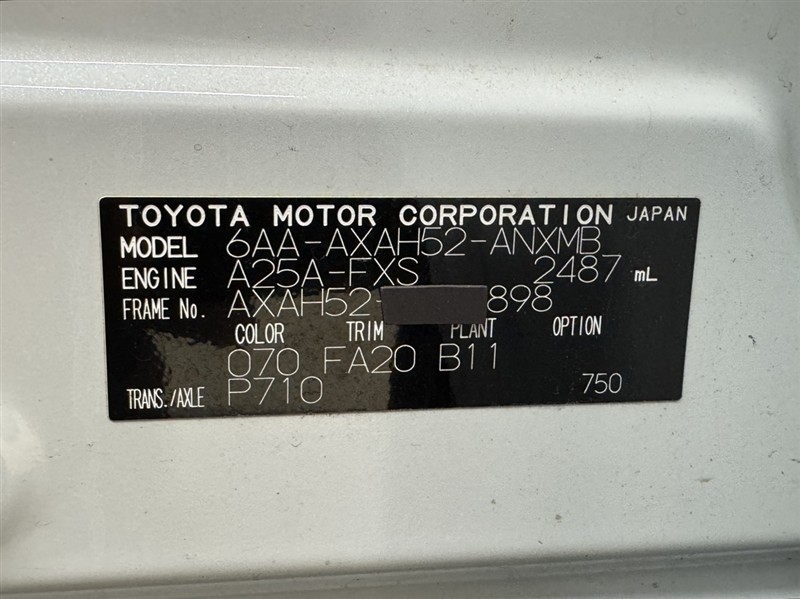 TOYOTA MOTOR CORPORATION JAPAN
MODEL 6AA-AXAH52-ANXMB
ENGINE A25A-FXS 2487 mL
FRAME No. AXAH52- 898
COLOR TRIM PLANT OPTION
070 FA20 B11
TRANS./AXLE P710 750